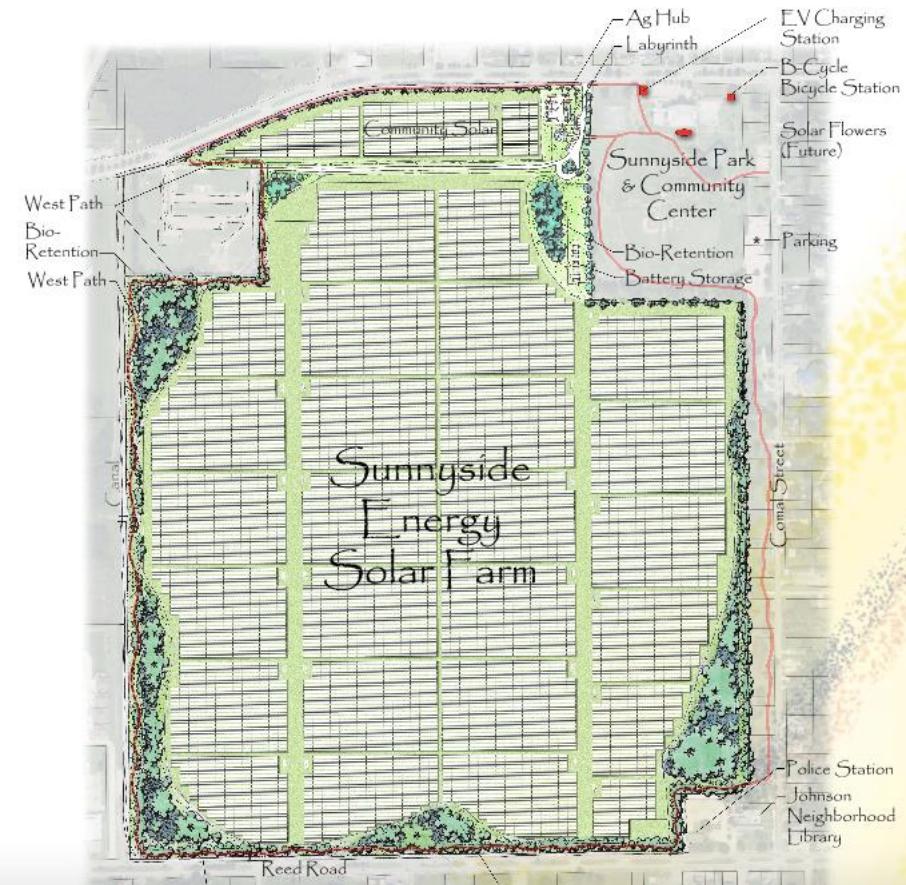 Ag Hub
Labyrinth
EV Charging
Station
B-Cycle
Bicycle Station
Solar Flowers
(Future)
Community Solar
Sunnyside Park
& Community
Center
West Path
Bio-
Retention
West Path
Parking
Bio-Retention
Battery Storage
Canal
Sunnyside
Energy
Solar Farm
Comal Street
Police Station
Johnson
Neighborhood
Library
Reed Road